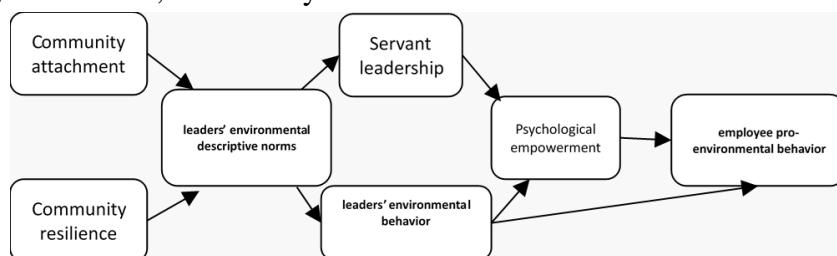 Community
attachment
Servant
leadership
leaders' environmental
descriptive norms
Psychological
empowerment
employee pro-
environmental behavior
Community
resilience
leaders' environmental
behavior